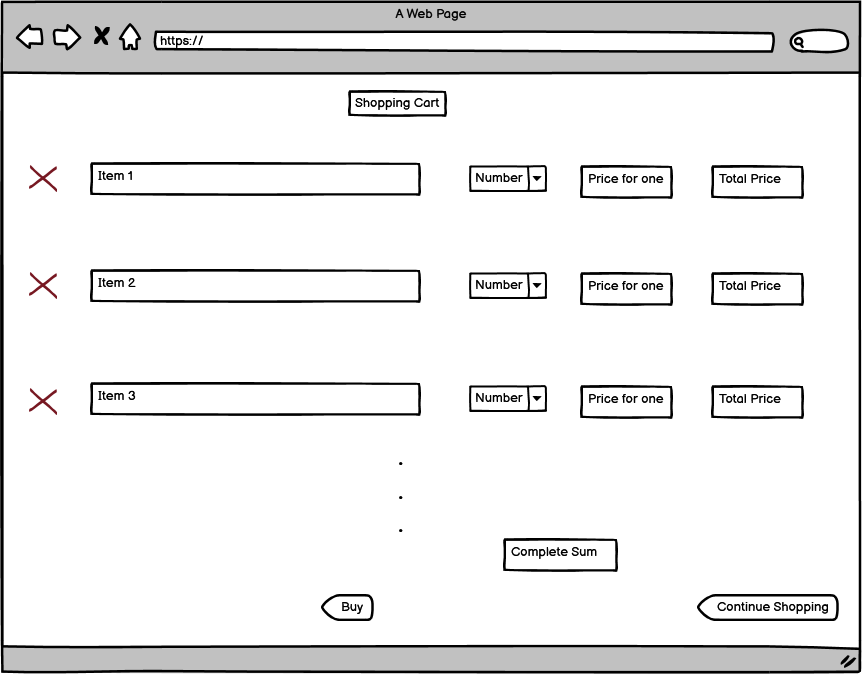 A Web Page
https://
Shopping Cart
Item 1 Number Price for one Total Price
Item 2 Number Price for one Total Price
Item 3 Number Price for one Total Price
Complete Sum
Buy Continue Shopping